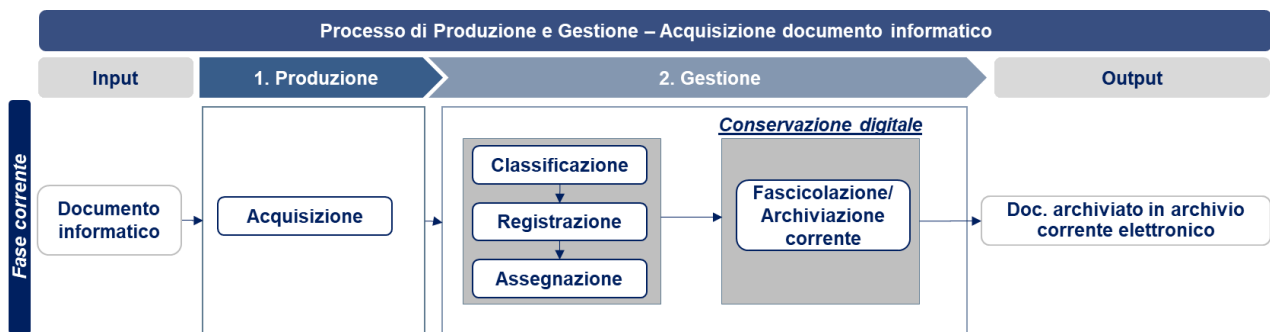 Processo di Produzione e Gestione – Acquisizione documento informatico
Input
1. Produzione
2. Gestione
Output
Fase corrente
Documento
informatico
Acquisizione
Classificazione
Registrazione
Assegnazione
Conservazione digitale
Fascicolazione/
Archiviazione
corrente
Doc. archiviato in archivio
corrente elettronico